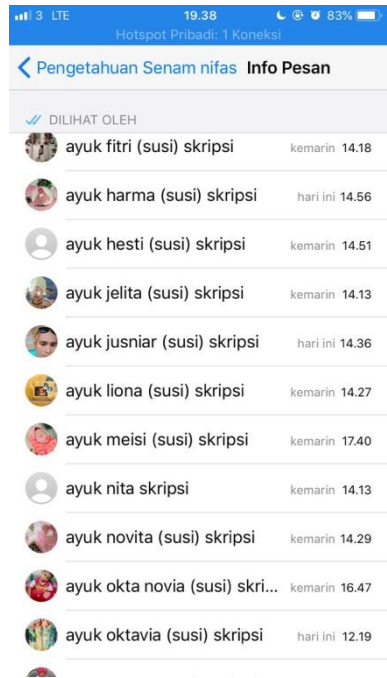 3 LTE 19.38 83%
Hotspot Pribadi: 1 Koneksi
Pengetahuan Senam nifas Info Pesan
DILIHAT OLEH
ayuk fitri (susi) skripsi kemarin 14.18
ayuk harma (susi) skripsi hari ini 14.56
ayuk hesti (susi) skripsi kemarin 14.51
ayuk jelita (susi) skripsi kemarin 14.13
ayuk jusniar (susi) skripsi hari ini 14.36
ayuk liona (susi) skripsi kemarin 14.27
ayuk meisi (susi) skripsi kemarin 17.40
ayuk nita skripsi kemarin 14.13
ayuk novita (susi) skripsi kemarin 14.29
ayuk okta novia (susi) skri... kemarin 16.47
ayuk oktavia (susi) skripsi hari ini 12.19